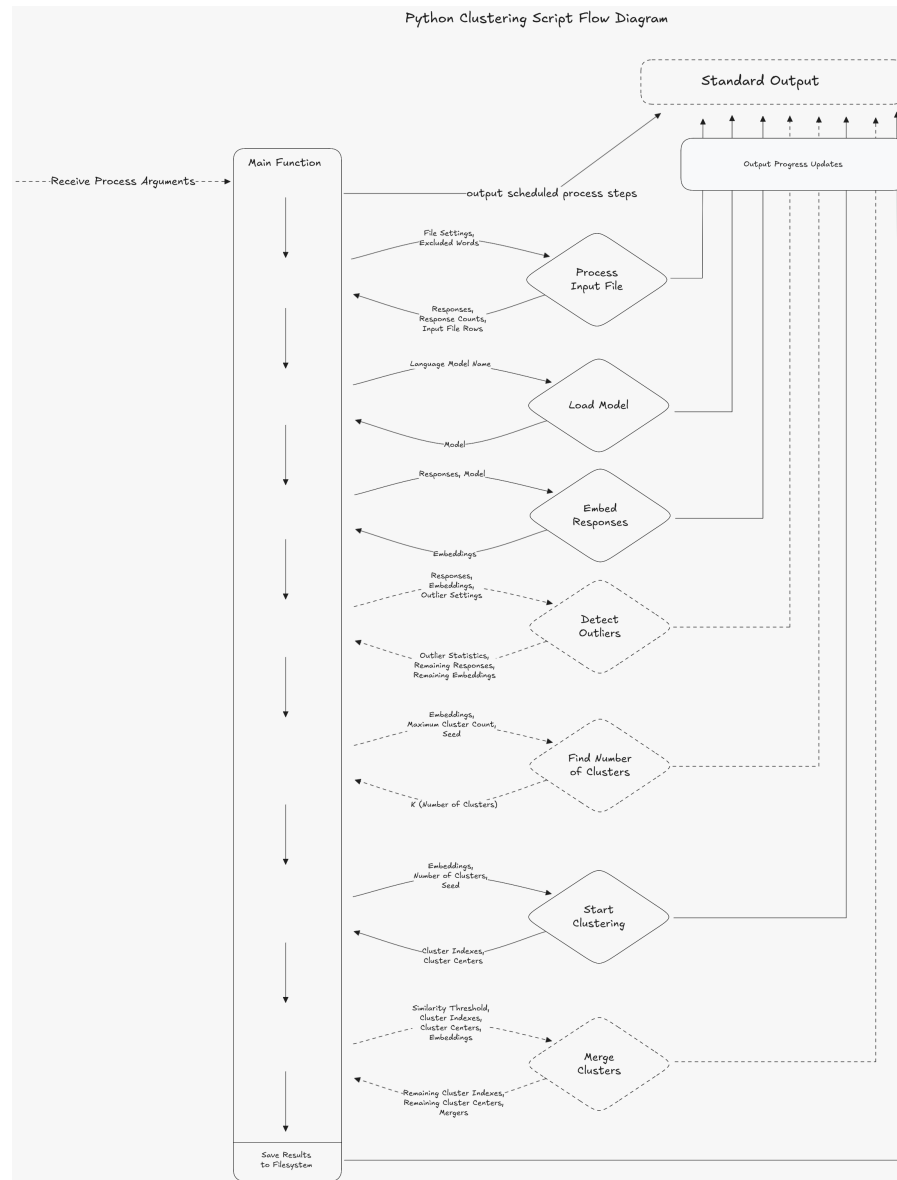 Python Clustering Script Flow Diagram
Standard Output
Output Progress Updates
Main Function
Receive Process Arguments
output scheduled process steps
File Settings,
Excluded Words
Process
Input File
Responses,
Response Counts,
Input File Rows
Language Model Name
Load Model
Model
Responses, Model
Embed
Responses
Embeddings
Responses,
Embeddings,
Outlier Settings
Detect
Outliers
Outlier Statistics,
Remaining Responses,
Remaining Embeddings
Embeddings,
Maximum Cluster Count,
Seed
Find Number
of Clusters
K (Number of Clusters)
Embeddings,
Number of Clusters,
Seed
Start
Clustering
Cluster Indexes,
Cluster Centers
Similarity Threshold,
Cluster Indexes,
Cluster Centers,
Embeddings
Merge
Clusters
Remaining Cluster Indexes,
Remaining Cluster Centers,
Mergers
Save Results
to Filesystem